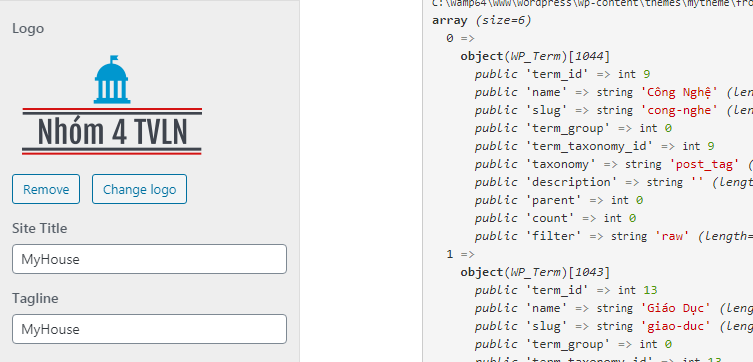 Logo
Nhóm 4 TVLN
Remove
Change logo
Site Title
MyHouse
Tagline
MyHouse
C:\wamp64\www\wordpress\wp-content\themes\mytheme\fro
array (size=6)
0 =>
object(WP_Term)[1044]
public 'term_id' => int 9
public 'name' => string 'Công Nghệ' (len
public 'slug' => string 'cong-nghe' (len
public 'term_group' => int 0
public 'term_taxonomy_id' => int 9
public 'taxonomy' => string 'post_tag' (
public 'description' => string '' (length
public 'parent' => int 0
public 'count' => int 0
public 'filter' => string 'raw' (length=
1 =>
object(WP_Term)[1043]
public 'term_id' => int 13
public 'name' => string 'Giáo Dục' (leng
public 'slug' => string 'giao-duc' (leng
public 'term_group' => int 0
public 'term_taxonomy_id' => int 13